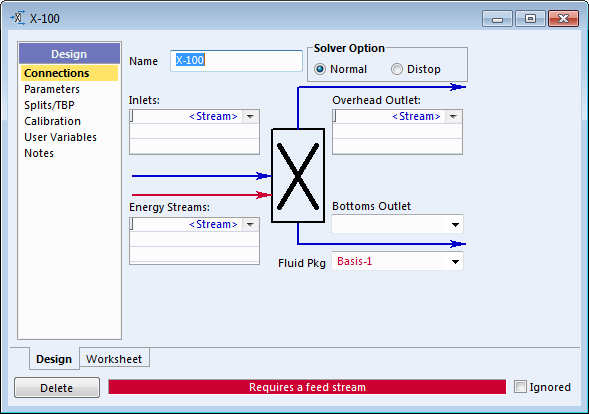 X-100
Design
Connections
Parameters
Splits/TBP
Calibration
User Variables
Notes
Name
X-100
Solver Option
Normal
Distop
Inlets:
<Stream>
Overhead Outlet:
<Stream>
Energy Streams:
<Stream>
Bottoms Outlet
Fluid Pkg
Basis-1
Design
Worksheet
Delete
Requires a feed stream
Ignored